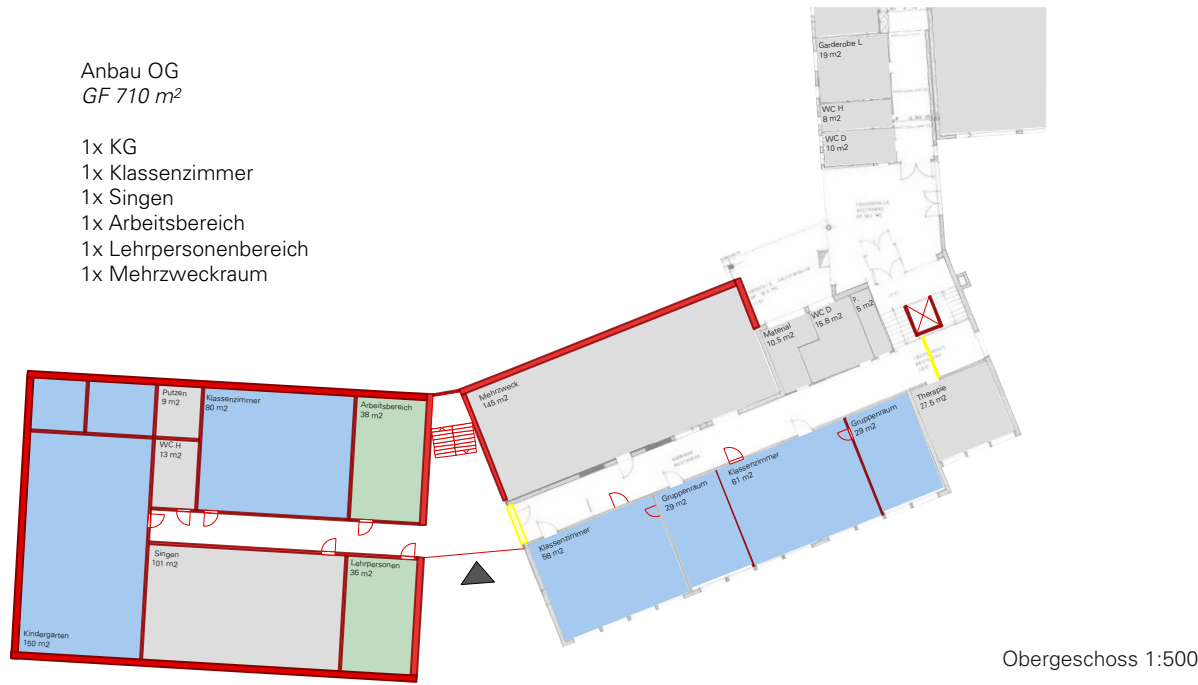 Anbau OG
GF 710 m²
1x KG
1x Klassenzimmer
1x Singen
1x Arbeitsbereich
1x Lehrpersonenbereich
1x Mehrzweckraum
Garderobe L
19 m2
WC H
8 m2
WC D
10 m2
Material
10.5 m2
WC D
15.8 m2
P.
5 m2
Mehrzweck
145 m2
Therapie
27.5 m2
Gruppenraum
29 m2
Klassenzimmer
61 m2
Gruppenraum
29 m2
Klassenzimmer
58 m2
Putzen
9 m2
Klassenzimmer
80 m2
Arbeitsbereich
38 m2
WC H
13 m2
Singen
101 m2
Lehrpersonen
36 m2
Kindergarten
150 m2
Obergeschoss 1:500